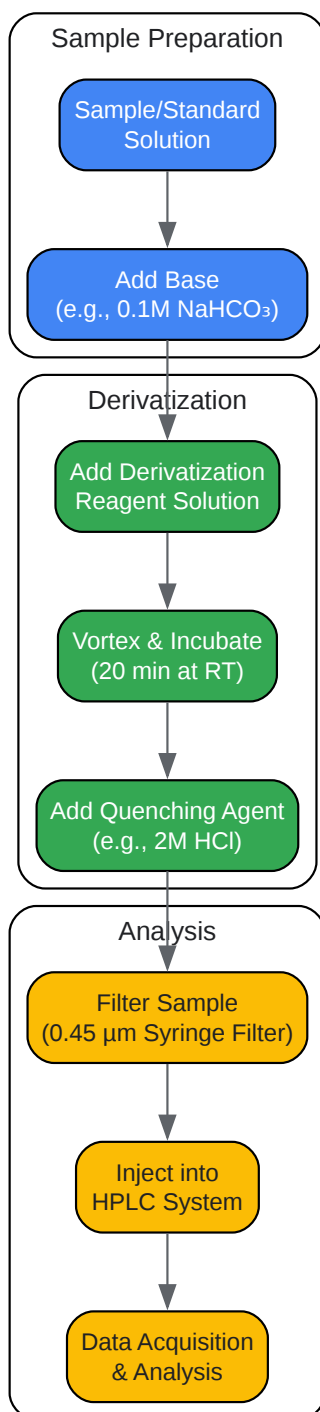 Sample Preparation
Sample/Standard
Solution
Add Base
(e.g., 0.1M NaHCO₃)
Derivatization
Add Derivatization
Reagent Solution
Vortex & Incubate
(20 min at RT)
Add Quenching Agent
(e.g., 2M HCl)
Analysis
Filter Sample
(0.45 µm Syringe Filter)
Inject into
HPLC System
Data Acquisition
& Analysis